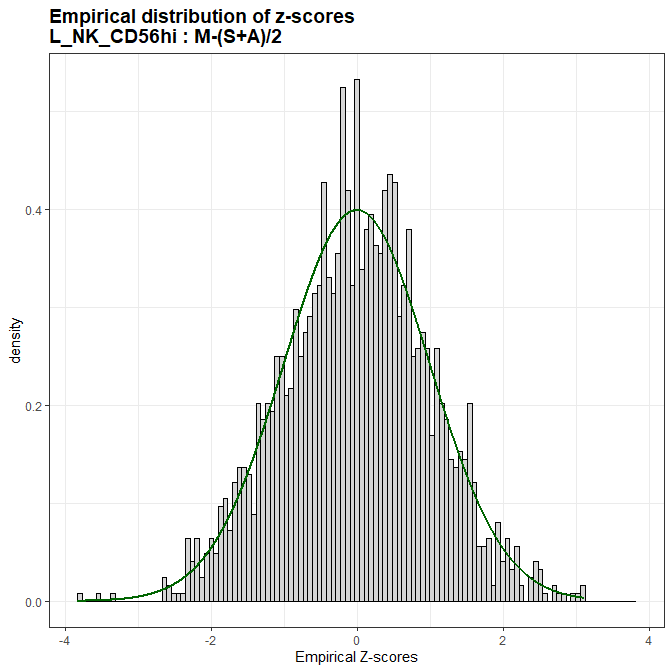 Empirical distribution of z-scores
L_NK_CD56hi : M-(S+A)/2
density
0.4
0.2
0.0
-4 -2 0 2 4
Empirical Z-scores